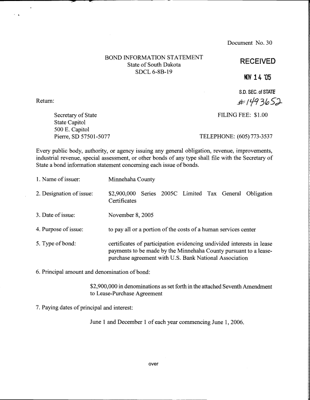 Document No. 30
BOND INFORMATION STATEMENT
State of South Dakota
SDCL 6-8B-19
RECEIVED
NOV 14 '05
S.D. SEC. of STATE
#1493652
Return:
FILING FEE: $1.00
Secretary of State
State Capitol
500 E. Capitol
Pierre, SD 57501-5077
TELEPHONE: (605) 773-3537
Every public body, authority, or agency issuing any general obligation, revenue, improvements,
industrial revenue, special assessment, or other bonds of any type shall file with the Secretary of
State a bond information statement concerning each issue of bonds.
1. Name of issuer: Minnehaha County
2. Designation of issue: $2,900,000 Series 2005C Limited Tax General Obligation
Certificates
3. Date of issue: November 8, 2005
4. Purpose of issue: to pay all or a portion of the costs of a human services center
5. Type of bond: certificates of participation evidencing undivided interests in lease
payments to be made by the Minnehaha County pursuant to a lease-
purchase agreement with U.S. Bank National Association
6. Principal amount and denomination of bond:
$2,900,000 in denominations as set forth in the attached Seventh Amendment
to Lease-Purchase Agreement
7. Paying dates of principal and interest:
June 1 and December 1 of each year commencing June 1, 2006.
over